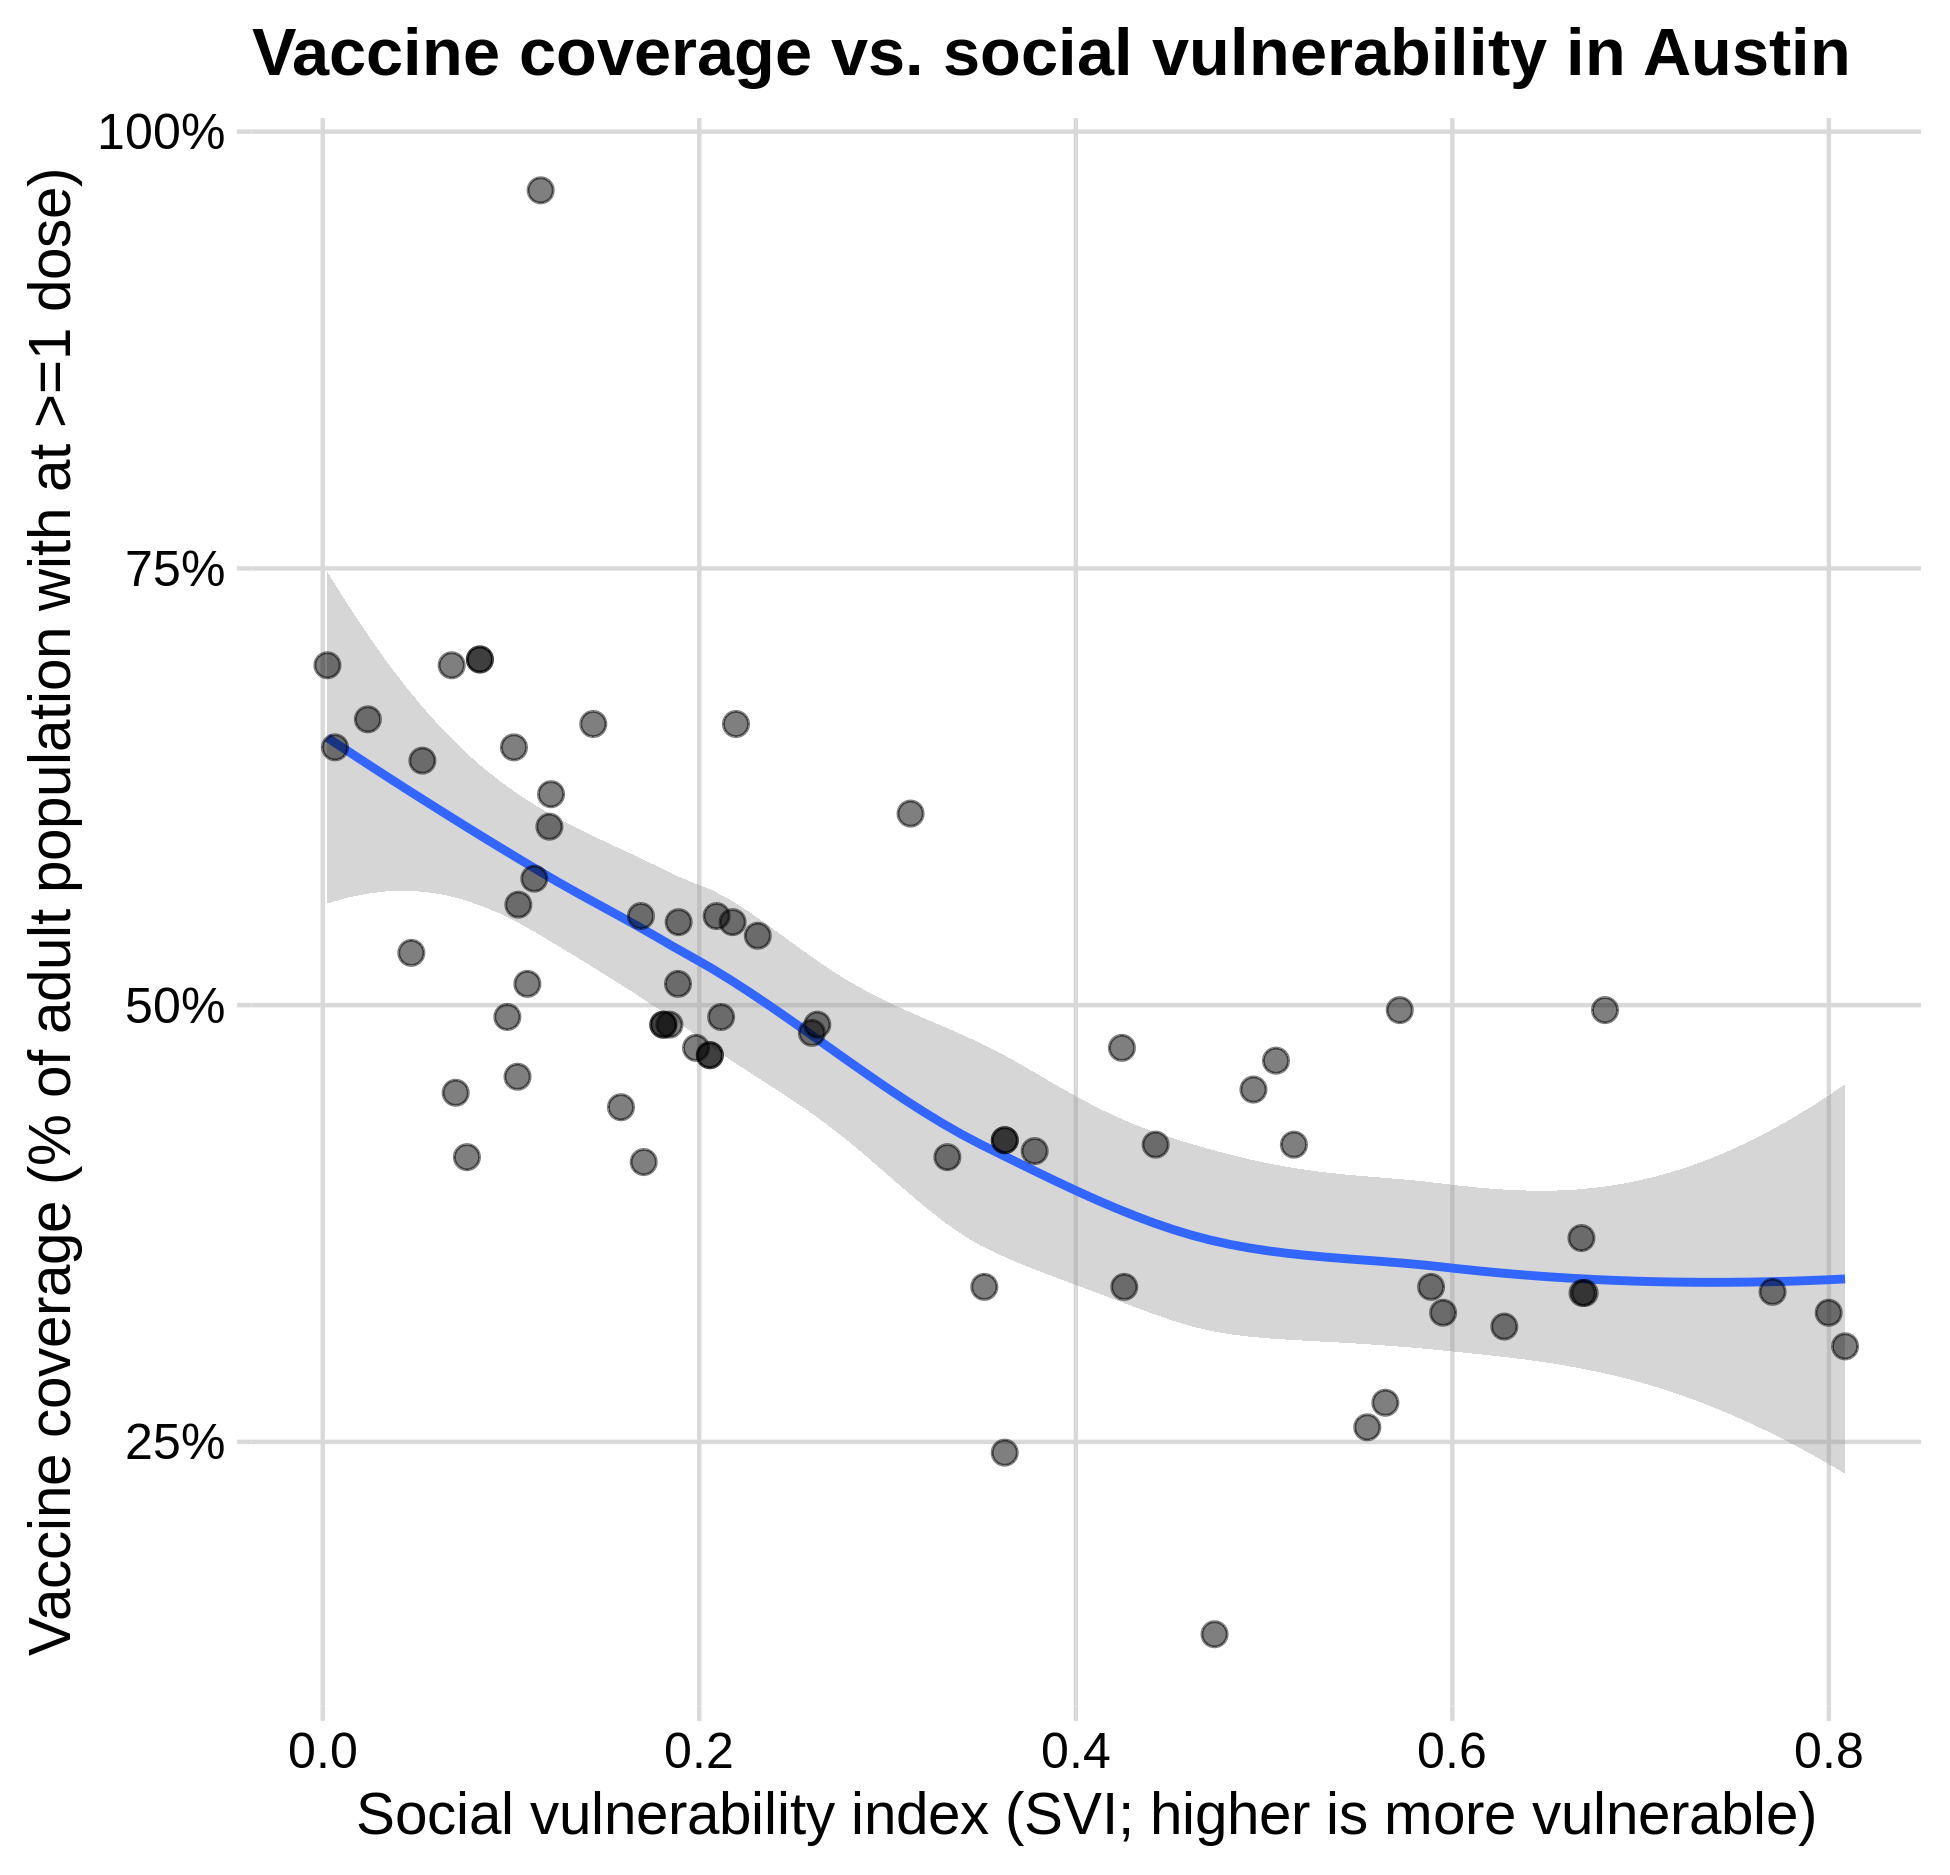 Vaccine coverage vs. social vulnerability in Austin
Vaccine coverage (% of adult population with at >=1 dose)
100%
75%
50%
25%
0.0 0.2 0.4 0.6 0.8
Social vulnerability index (SVI; higher is more vulnerable)